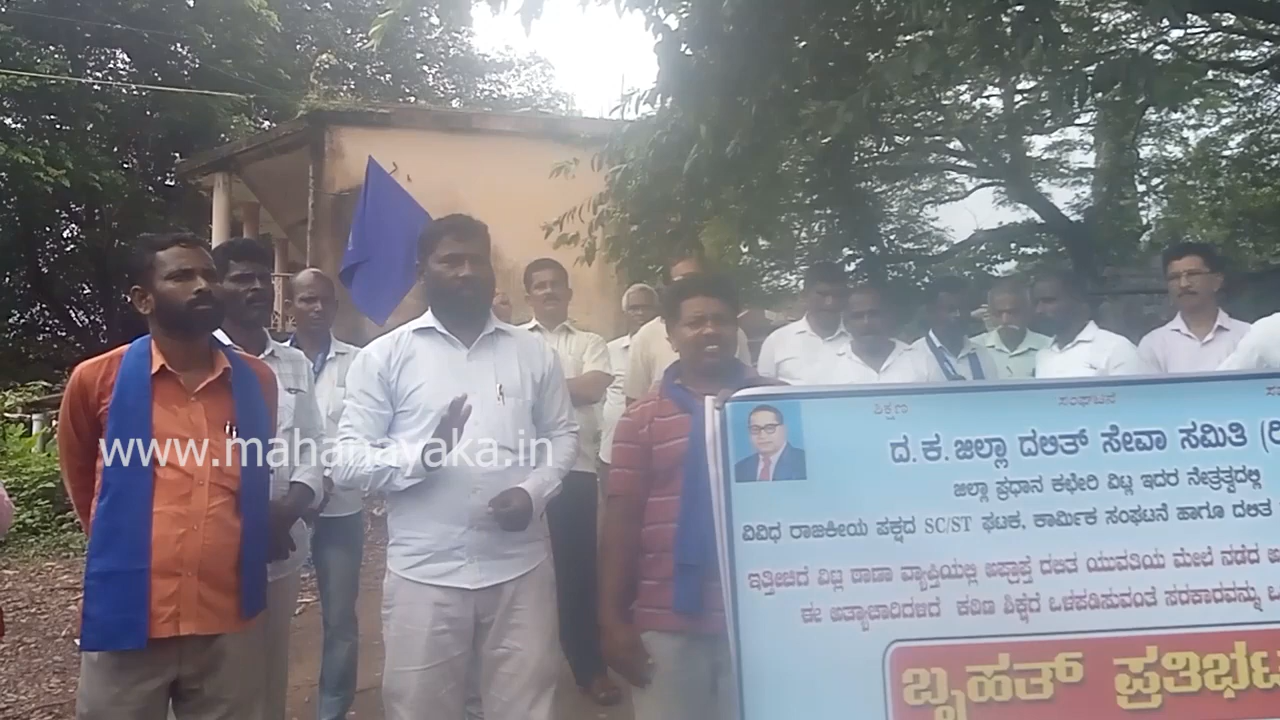 ಶಿಕ್ಷಣ ಸಂಘಟನೆ
ದ.ಕ. ಜಿಲ್ಲಾ ದಲಿತ್ ಸೇವಾ ಸಮಿತಿ
ಜಿಲ್ಲಾ ಪ್ರಧಾನ ಕಛೇರಿ ವಿಟ್ಲ ಇದರ ನೇತೃತ್ವದಲ್ಲಿ
ವಿವಿಧ ರಾಜಕೀಯ ಪಕ್ಷದ SC/ST ಘಟಕ, ಕಾರ್ಮಿಕ ಸಂಘಟನೆ ಹಾಗೂ ದಲಿತ
ಇತ್ತೀಚಿಗೆ ವಿಟ್ಲ ಠಾಣಾ ವ್ಯಾಪ್ತಿಯಲ್ಲಿ ಅಪ್ರಾಪ್ತೆ ದಲಿತ ಯುವತಿಯ ಮೇಲೆ ನಡೆದ
ಈ ಅತ್ಯಾಚಾರಿಗಳಿಗೆ ಕಠಿಣ ಶಿಕ್ಷೆಗೆ ಒಳಪಡಿಸುವಂತೆ ಸರಕಾರವನ್ನು
ಬೃಹತ್ ಪ್ರತಿಭಟ
www.mahanayaka.in